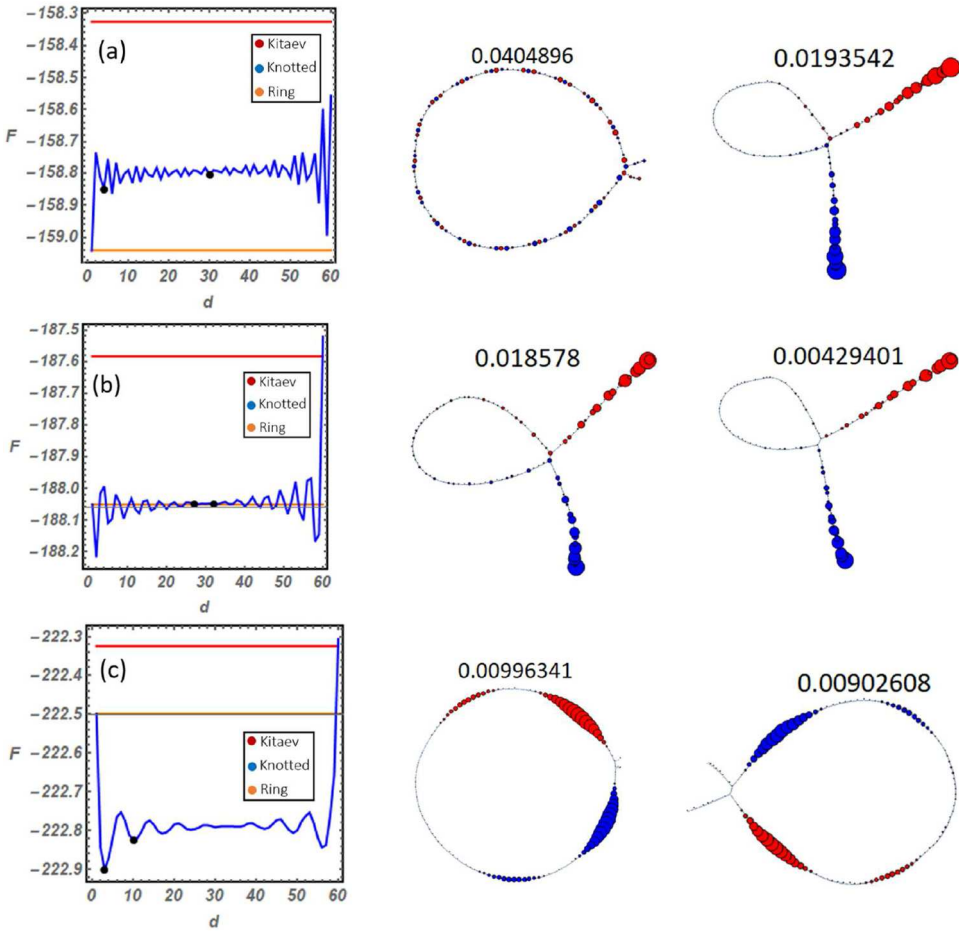 −158.3
−158.4
−158.5
−158.6
−158.7
−158.8
−158.9
−159.0
F
(a)
Kitaev
Knotted
Ring
0 10 20 30 40 50 60
d
0.0404896
0.0193542
−187.5
−187.6
−187.7
−187.8
−187.9
−188.0
−188.1
−188.2
F
(b)
Kitaev
Knotted
Ring
0 10 20 30 40 50 60
d
0.018578
0.00429401
−222.3
−222.4
−222.5
−222.6
−222.7
−222.8
−222.9
F
(c)
Kitaev
Knotted
Ring
0 10 20 30 40 50 60
d
0.00996341
0.00902608